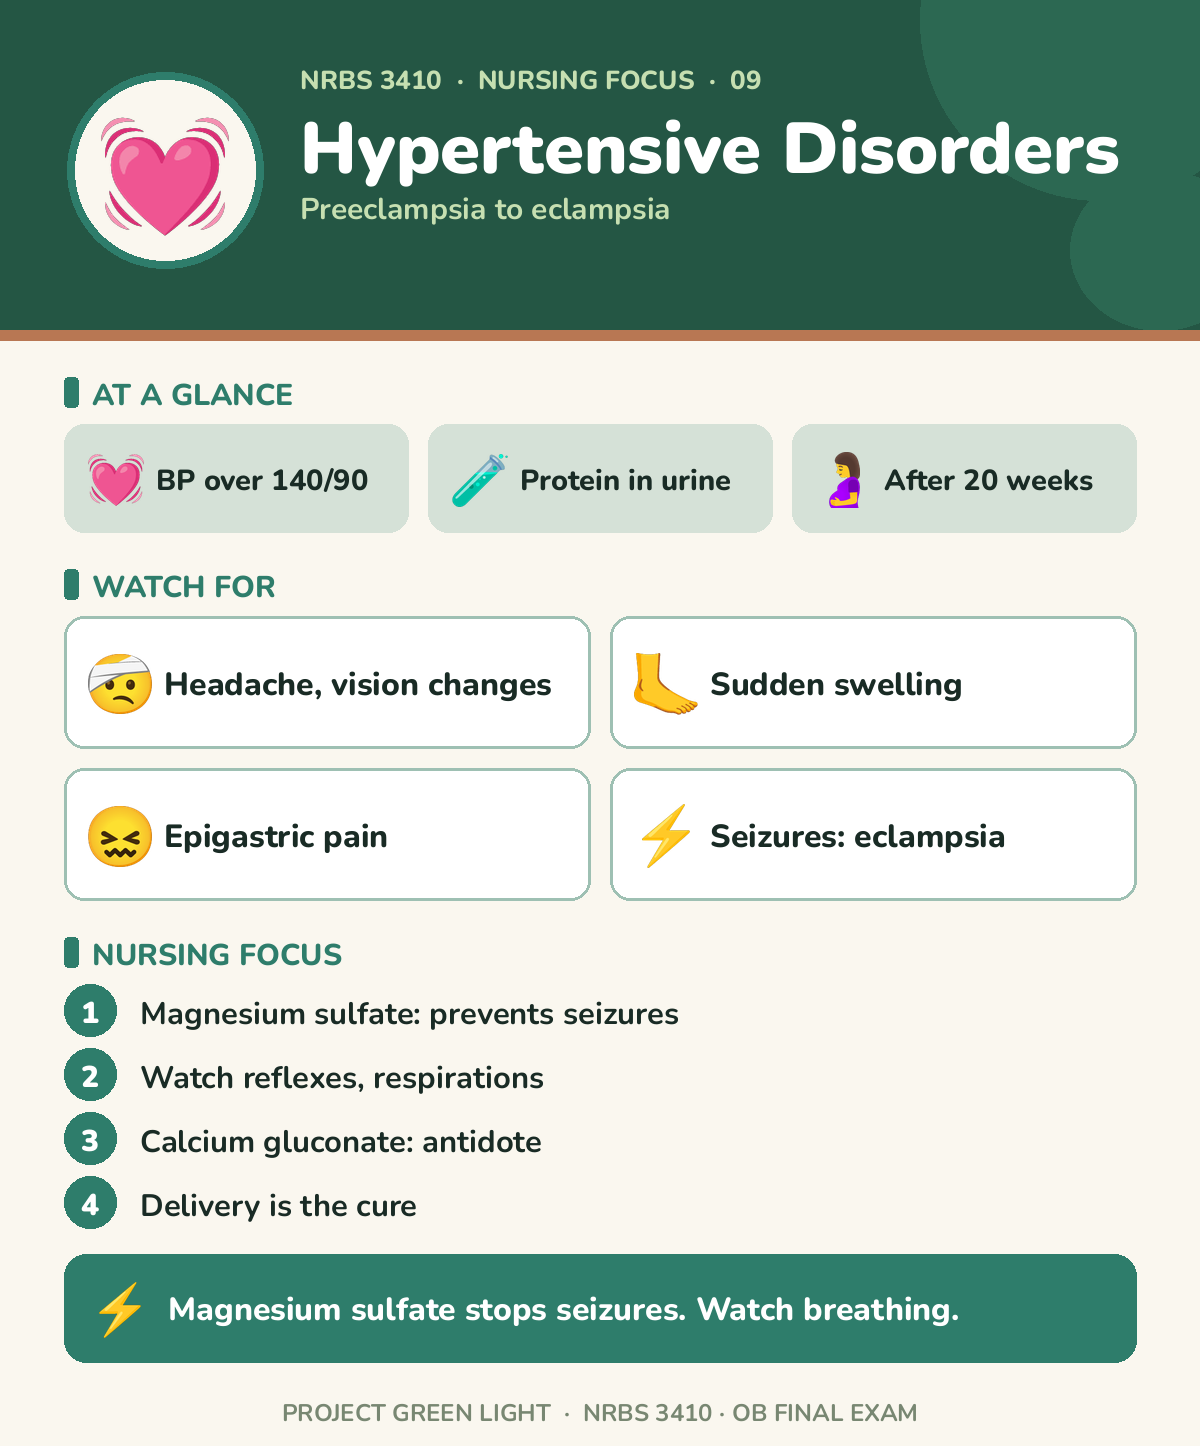 NRBS 3410 · NURSING FOCUS · 09
Hypertensive Disorders
Preeclampsia to eclampsia
AT A GLANCE
BP over 140/90
Protein in urine
After 20 weeks
WATCH FOR
Headache, vision changes
Sudden swelling
Epigastric pain
Seizures: eclampsia
NURSING FOCUS
1 Magnesium sulfate: prevents seizures
2 Watch reflexes, respirations
3 Calcium gluconate: antidote
4 Delivery is the cure
Magnesium sulfate stops seizures. Watch breathing.
PROJECT GREEN LIGHT · NRBS 3410 · OB FINAL EXAM